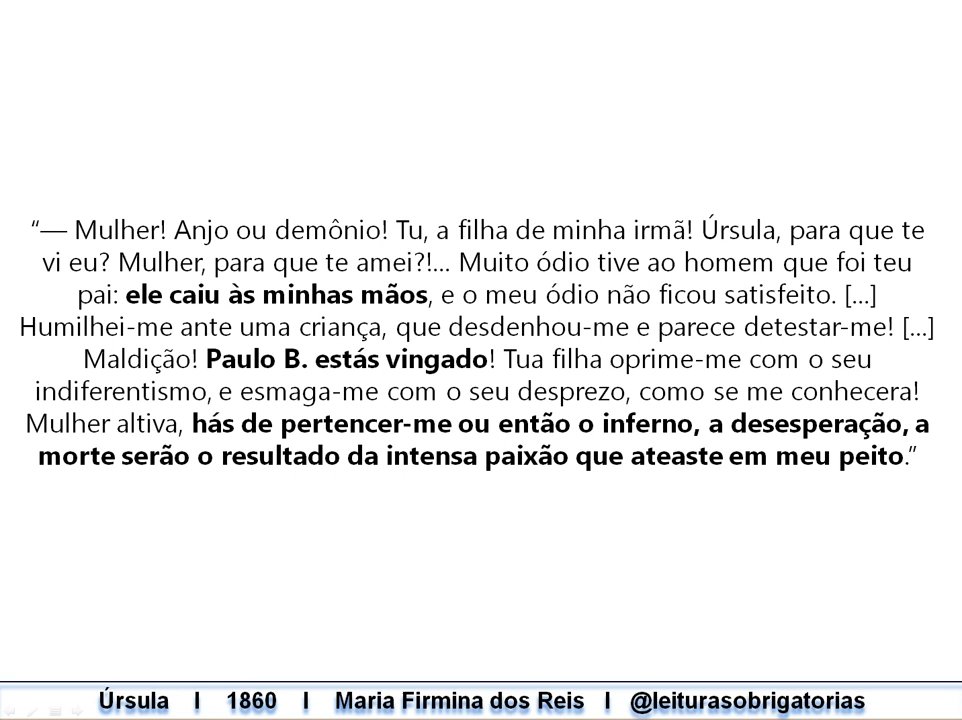 “— Mulher! Anjo ou demônio! Tu, a filha de minha irmã! Úrsula, para que te
vi eu? Mulher, para que te amei?!... Muito ódio tive ao homem que foi teu
pai: ele caiu às minhas mãos, e o meu ódio não ficou satisfeito. [...]
Humilhei-me ante uma criança, que desdenhou-me e parece detestar-me! [...]
Maldição! Paulo B. estás vingado! Tua filha oprime-me com o seu
indiferentismo, e esmaga-me com o seu desprezo, como se me conhecera!
Mulher altiva, hás de pertencer-me ou então o inferno, a desesperação, a
morte serão o resultado da intensa paixão que ateaste em meu peito.”
Úrsula I 1860 I Maria Firmina dos Reis I @leiturasobrigatorias